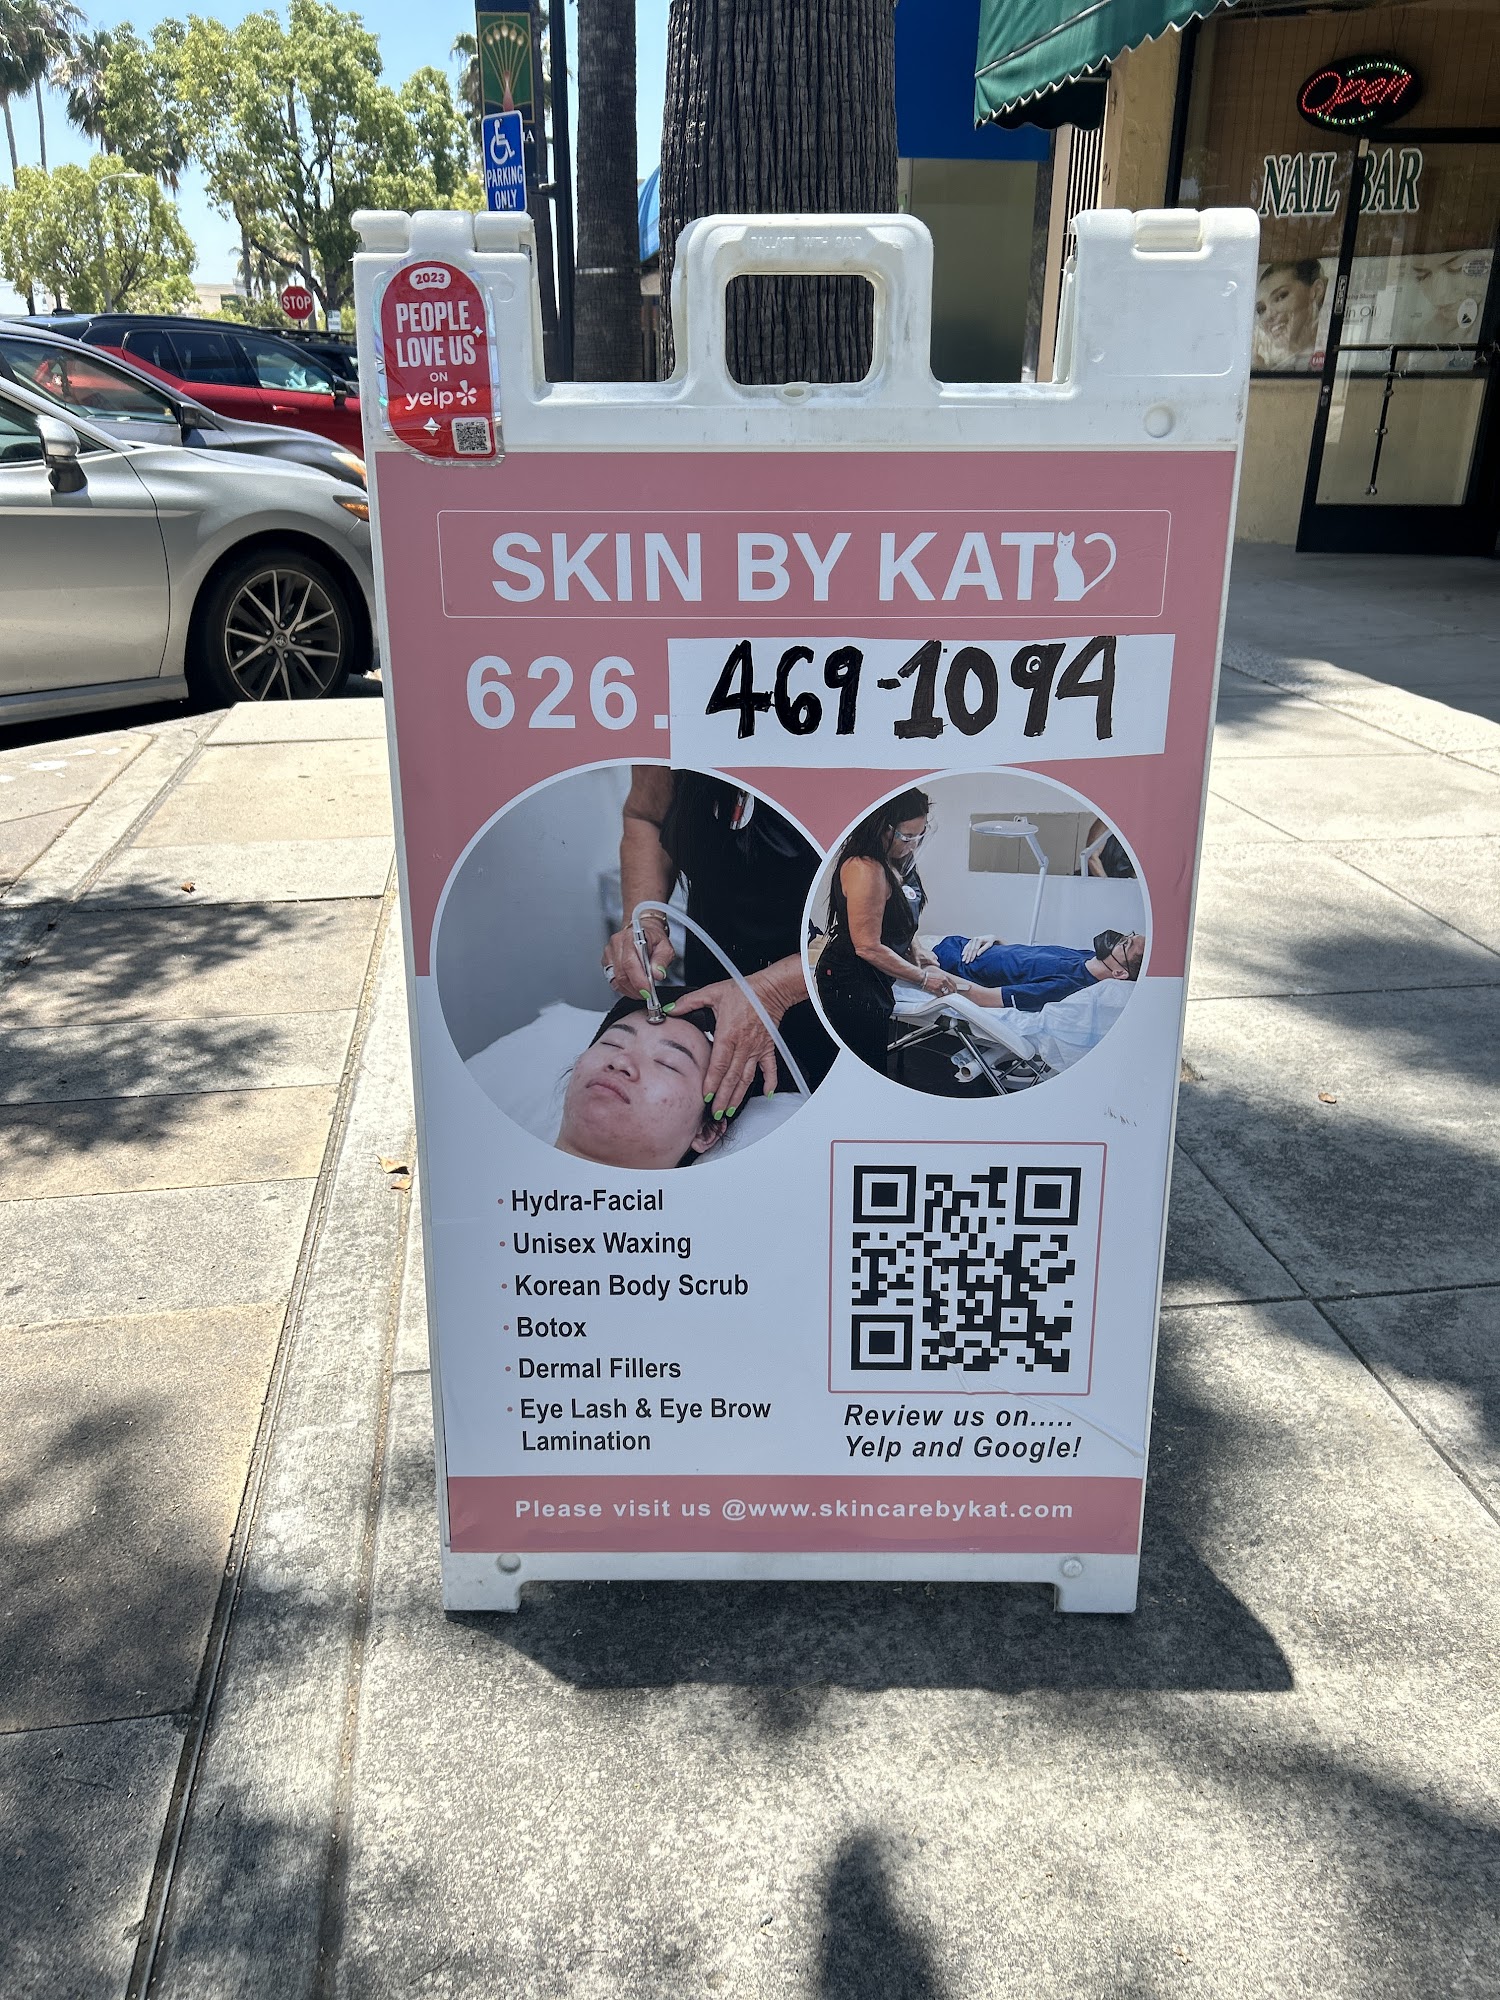 PARKING
ONLY
STOP
Open
NAIL BAR
2023
PEOPLE
LOVE US
ON
yelp
SKIN BY KAT
626. 469-1094
· Hydra-Facial
· Unisex Waxing
· Korean Body Scrub
· Botox
· Dermal Fillers
· Eye Lash & Eye Brow
Lamination
Review us on.....
Yelp and Google!
Please visit us @www.skincarebykat.com